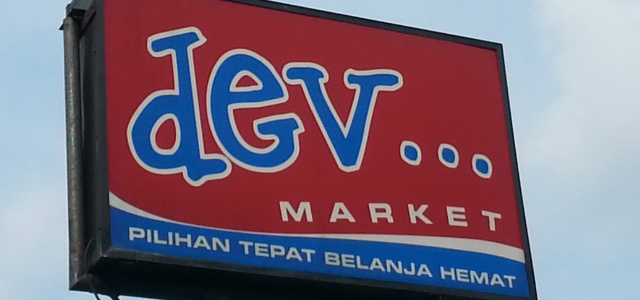 dev...
MARKET
PILIHAN TEPAT BELANJA HEMAT